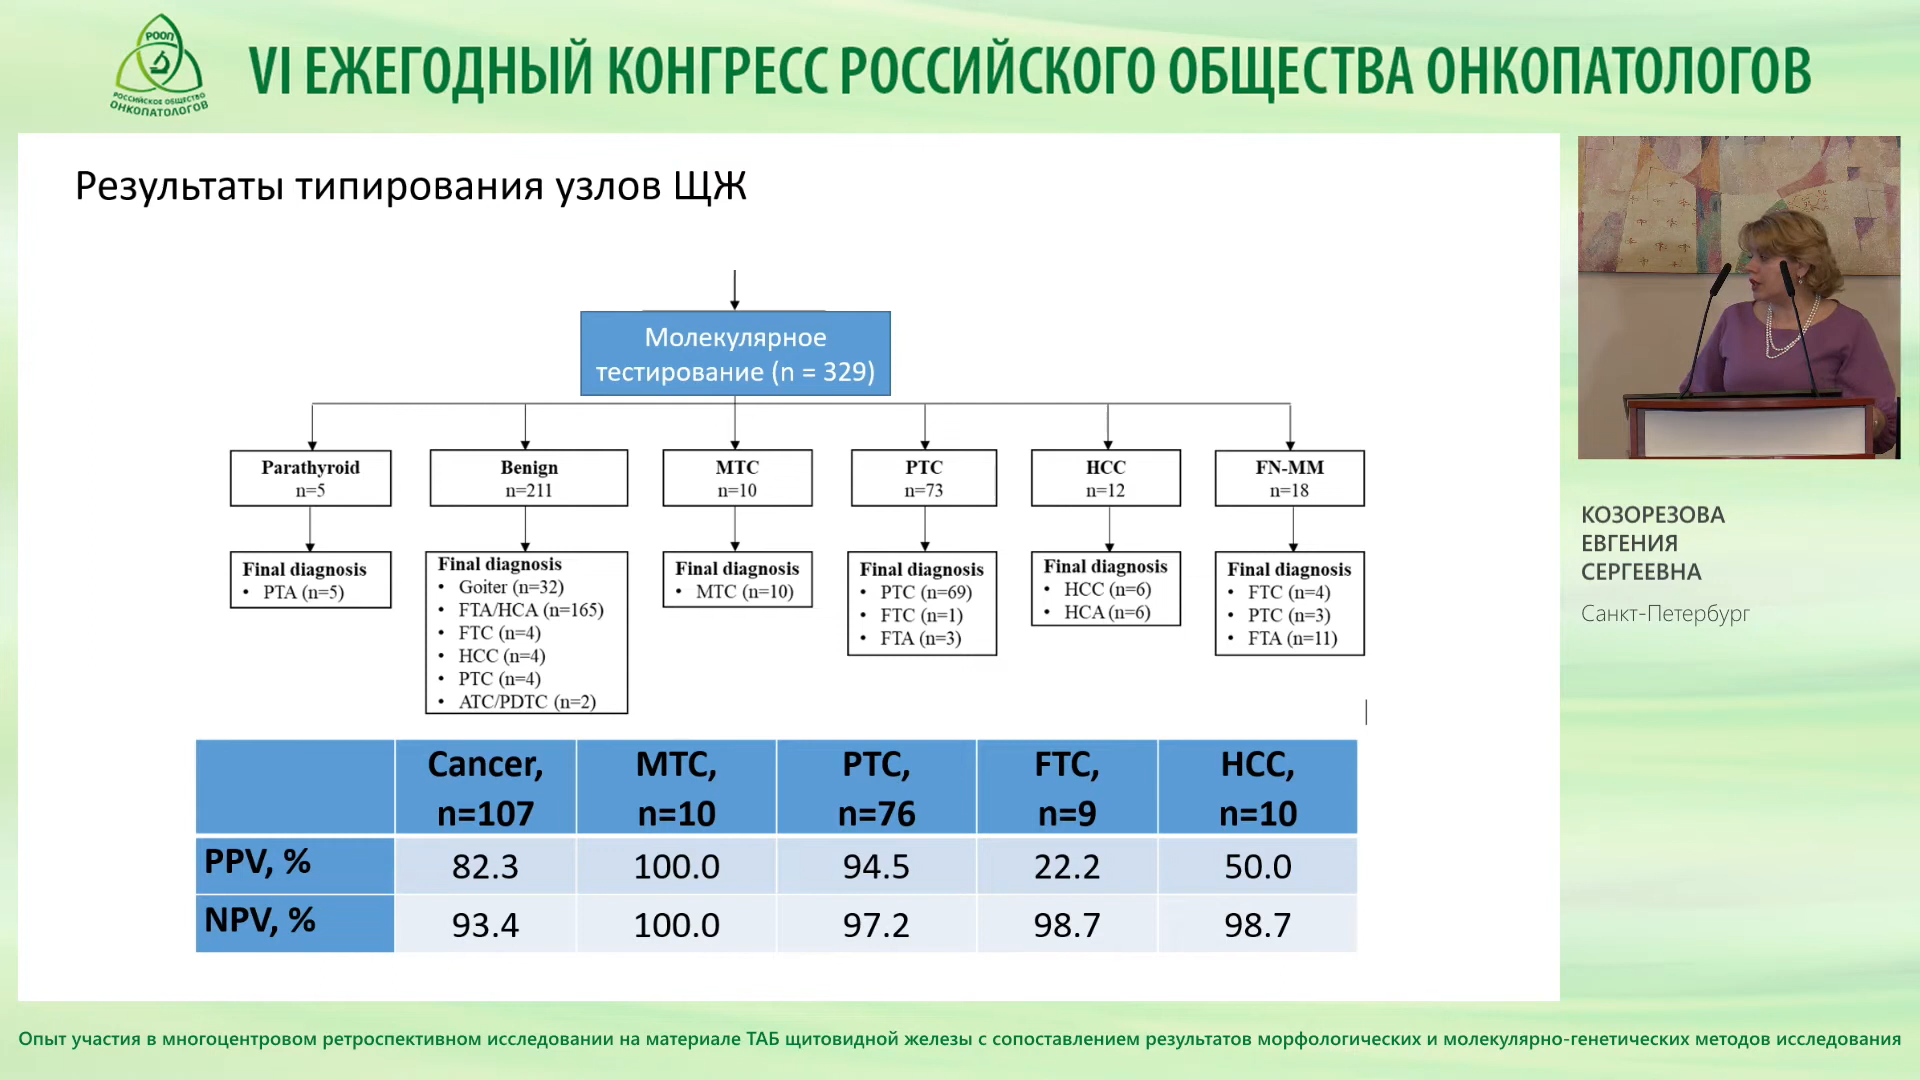 РООП
РОССИЙСКОЕ ОБЩЕСТВО
ОНКОПАТОЛОГОВ
VI ЕЖЕГОДНЫЙ КОНГРЕСС РОССИЙСКОГО ОБЩЕСТВА ОНКОПАТОЛОГОВ
Результаты типирования узлов ЩЖ
Молекулярное
тестирование (n = 329)
Parathyroid
n=5
Benign
n=211
MTC
n=10
PTC
n=73
HCC
n=12
FN-MM
n=18
Final diagnosis
• PTA (n=5)
Final diagnosis
• Goiter (n=32)
• FTA/HCA (n=165)
• FTC (n=4)
• HCC (n=4)
• PTC (n=4)
• ATC/PDTC (n=2)
Final diagnosis
• MTC (n=10)
Final diagnosis
• PTC (n=69)
• FTC (n=1)
• FTA (n=3)
Final diagnosis
• HCC (n=6)
• HCA (n=6)
Final diagnosis
• FTC (n=4)
• PTC (n=3)
• FTA (n=11)
Cancer, n=107 MTC, n=10 PTC, n=76 FTC, n=9 HCC, n=10
PPV, % 82.3 100.0 94.5 22.2 50.0
NPV, % 93.4 100.0 97.2 98.7 98.7
КОЗОРЕЗОВА
ЕВГЕНИЯ
СЕРГЕЕВНА
Санкт-Петербург
Опыт участия в многоцентровом ретроспективном исследовании на материале ТАБ щитовидной железы с сопоставлением результатов морфологических и молекулярно-генетических методов исследования